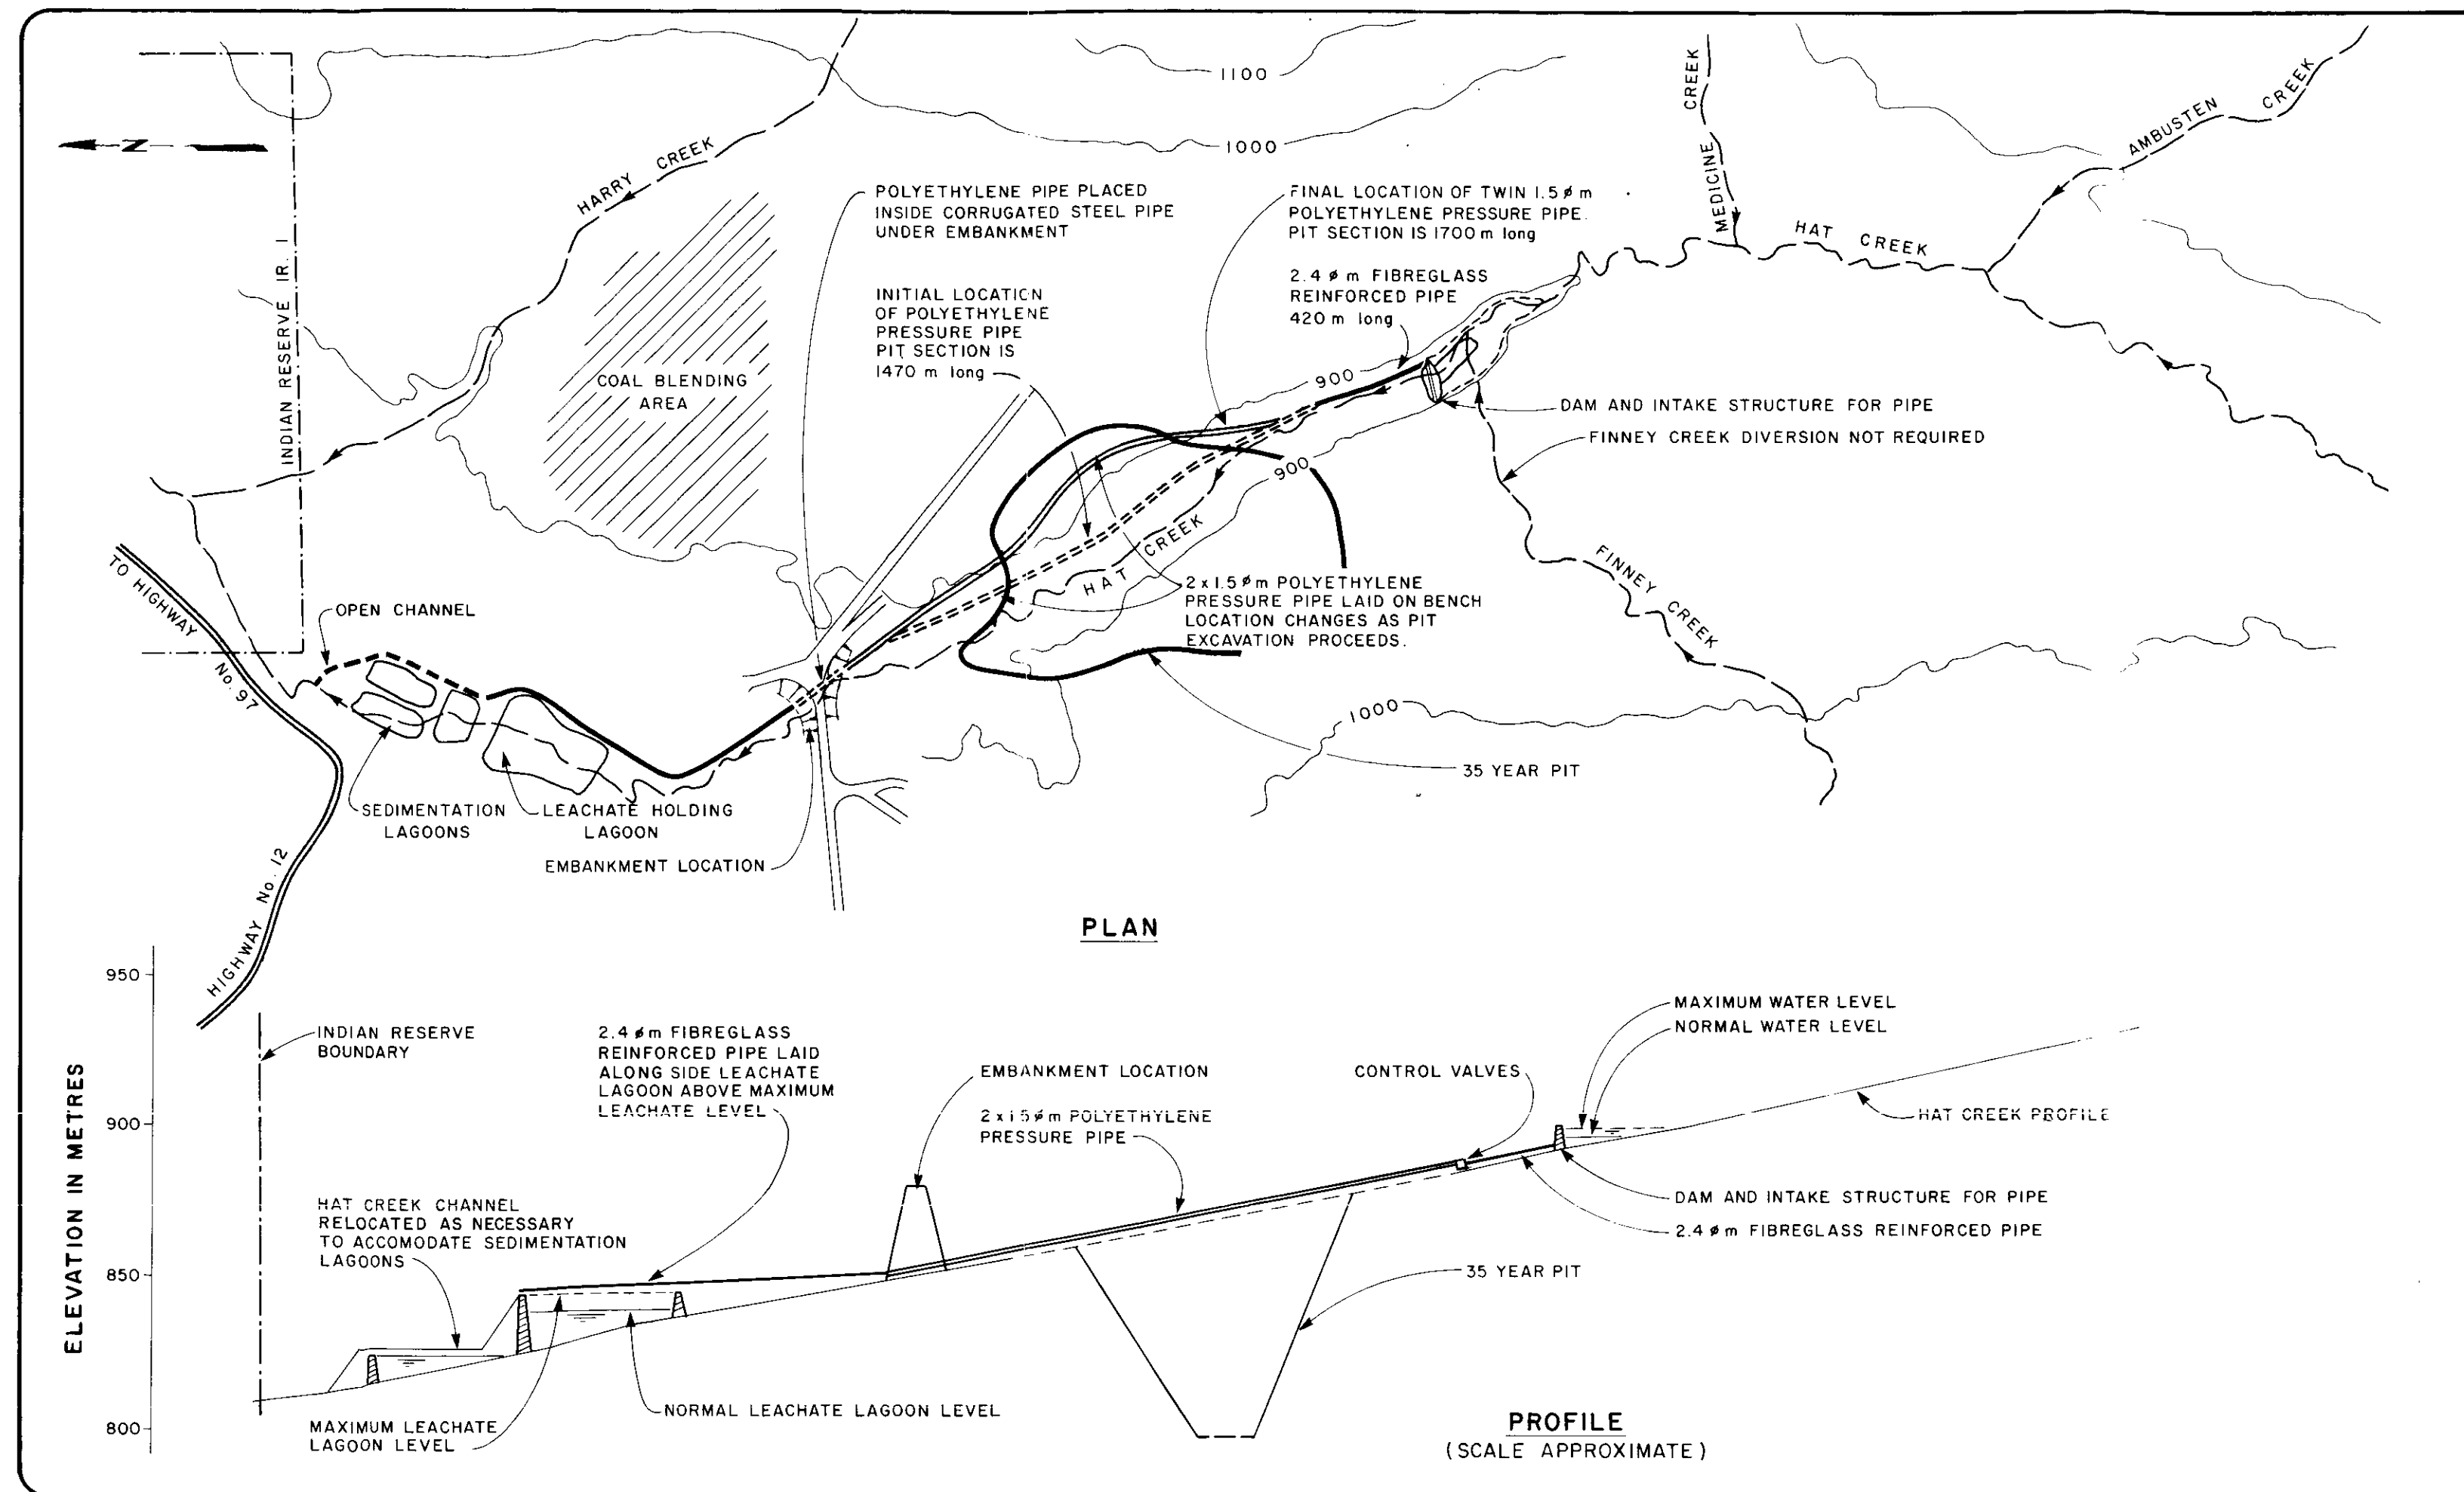 1100
1000
N
INDIAN RESERVE IR. 1
HARRY CREEK
COAL BLENDING
AREA
POLYETHYLENE PIPE PLACED
INSIDE CORRUGATED STEEL PIPE
UNDER EMBANKMENT
INITIAL LOCATION
OF POLYETHYLENE
PRESSURE PIPE
PIT SECTION IS
1470 m long
FINAL LOCATION OF TWIN 1.5 ø m
POLYETHYLENE PRESSURE PIPE.
PIT SECTION IS 1700 m long
2.4 ø m FIBREGLASS
REINFORCED PIPE
420 m long
MEDICINE CREEK
HAT CREEK
AMBUSTEN CREEK
900
900
DAM AND INTAKE STRUCTURE FOR PIPE
FINNEY CREEK DIVERSION NOT REQUIRED
HAT CREEK
FINNEY CREEK
2 x 1.5 ø m POLYETHYLENE
PRESSURE PIPE LAID ON BENCH
LOCATION CHANGES AS PIT
EXCAVATION PROCEEDS.
1000
35 YEAR PIT
TO HIGHWAY No. 97
OPEN CHANNEL
SEDIMENTATION
LAGOONS
LEACHATE HOLDING
LAGOON
EMBANKMENT LOCATION
HIGHWAY No. 12
PLAN
ELEVATION IN METRES
950
900
850
800
INDIAN RESERVE
BOUNDARY
2.4 ø m FIBREGLASS
REINFORCED PIPE LAID
ALONG SIDE LEACHATE
LAGOON ABOVE MAXIMUM
LEACHATE LEVEL
EMBANKMENT LOCATION
2 x 1.5 ø m POLYETHYLENE
PRESSURE PIPE
CONTROL VALVES
MAXIMUM WATER LEVEL
NORMAL WATER LEVEL
HAT CREEK PROFILE
DAM AND INTAKE STRUCTURE FOR PIPE
2.4 ø m FIBREGLASS REINFORCED PIPE
35 YEAR PIT
HAT CREEK CHANNEL
RELOCATED AS NECESSARY
TO ACCOMODATE SEDIMENTATION
LAGOONS
NORMAL LEACHATE LAGOON LEVEL
MAXIMUM LEACHATE
LAGOON LEVEL
PROFILE
(SCALE APPROXIMATE)